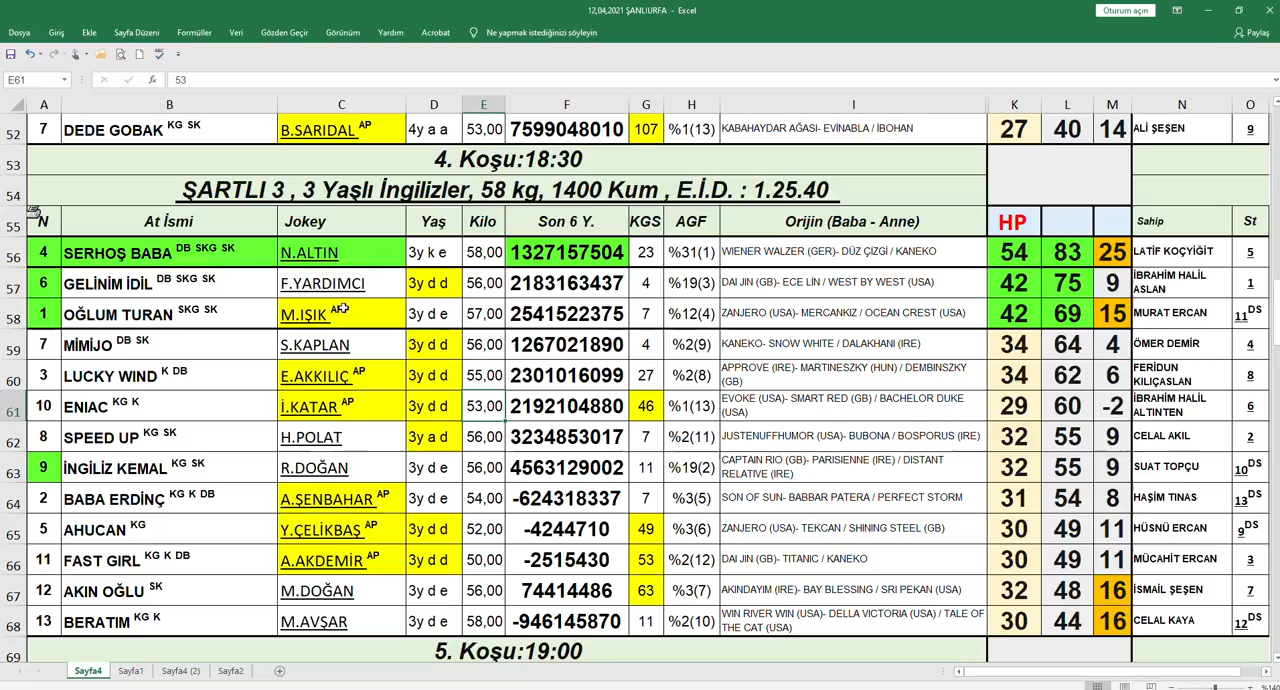 12,04,2021 ŞANLIURFA - Excel
Oturum açın
Dosya Giriş Ekle Sayfa Düzeni Formüller Veri Gözden Geçir Görünüm Yardım Acrobat Ne yapmak istediğinizi söyleyin Paylaş
E61 fx 53
A B C D E F G H I K L M N O
52 7 DEDE GOBAK KG SK B.SARIDAL AP 4y a a 53,00 7599048010 107 %1(13) KABAHAYDAR AĞASI- EVİNABLA / İBOHAN 27 40 14 ALİ ŞEŞEN 9
53 4. Koşu:18:30
54 ŞARTLI 3 , 3 Yaşlı İngilizler, 58 kg, 1400 Kum , E.İ.D. : 1.25.40
55 N At İsmi Jokey Yaş Kilo Son 6 Y. KGS AGF Orijin (Baba - Anne) HP Sahip St
56 4 SERHOŞ BABA DB SKG SK N.ALTIN 3y k e 58,00 1327157504 23 %31(1) WIENER WALZER (GER)- DÜZ ÇİZGİ / KANEKO 54 83 25 LATİF KOÇYİĞİT 5
57 6 GELİNİM İDİL DB SKG SK F.YARDIMCI 3y d d 56,00 2183163437 4 %19(3) DAI JIN (GB)- ECE LİN / WEST BY WEST (USA) 42 75 9 İBRAHİM HALİL ASLAN 1
58 1 OĞLUM TURAN SKG SK M.IŞIK AP 3y d e 57,00 2541522375 7 %12(4) ZANJERO (USA)- MERCANKIZ / OCEAN CREST (USA) 42 69 15 MURAT ERCAN 11 DS
59 7 MİMİJO DB SK S.KAPLAN 3y d d 56,00 1267021890 4 %2(9) KANEKO- SNOW WHITE / DALAKHANI (IRE) 34 64 4 ÖMER DEMİR 4
60 3 LUCKY WIND K DB E.AKKILIÇ AP 3y d d 55,00 2301016099 27 %2(8) APPROVE (IRE)- MARTINESZKY (HUN) / DEMBINSZKY (GB) 34 62 6 FERİDUN KILIÇASLAN 8
61 10 ENIAC KG K İ.KATAR AP 3y d d 53,00 2192104880 46 %1(13) EVOKE (USA)- SMART RED (GB) / BACHELOR DUKE (USA) 29 60 -2 İBRAHİM HALİL ALTINTEN 6
62 8 SPEED UP KG SK H.POLAT 3y a d 56,00 3234853017 7 %2(11) JUSTENUFFHUMOR (USA)- BUBONA / BOSPORUS (IRE) 32 55 9 CELAL AKIL 2
63 9 İNGİLİZ KEMAL KG SK R.DOĞAN 3y d e 56,00 4563129002 11 %19(2) CAPTAIN RIO (GB)- PARISIENNE (IRE) / DISTANT RELATIVE (IRE) 32 55 9 SUAT TOPÇU 10 DS
64 2 BABA ERDİNÇ KG K DB A.ŞENBAHAR AP 3y d e 54,00 -624318337 7 %3(5) SON OF SUN- BABBAR PATERA / PERFECT STORM 31 54 8 HAŞİM TINAS 13 DS
65 5 AHUCAN KG Y.ÇELİKBAŞ AP 3y d d 52,00 -4244710 49 %3(6) ZANJERO (USA)- TEKCAN / SHINING STEEL (GB) 30 49 11 HÜSNÜ ERCAN 9 DS
66 11 FAST GIRL KG K DB A.AKDEMİR AP 3y d d 50,00 -2515430 53 %2(12) DAI JIN (GB)- TITANIC / KANEKO 30 49 11 MÜCAHİT ERCAN 3
67 12 AKIN OĞLU SK M.DOĞAN 3y d e 56,00 74414486 63 %3(7) AKINDAYIM (IRE)- BAY BLESSING / SRI PEKAN (USA) 32 48 16 İSMAİL ŞEŞEN 7
68 13 BERATIM KG K M.AVŞAR 3y d e 58,00 -946145870 11 %2(10) WIN RIVER WIN (USA)- DELLA VICTORIA (USA) / TALE OF THE CAT (USA) 30 44 16 CELAL KAYA 12 DS
69 5. Koşu:19:00
Sayfa4 Sayfa1 Sayfa4 (2) Sayfa2
%140